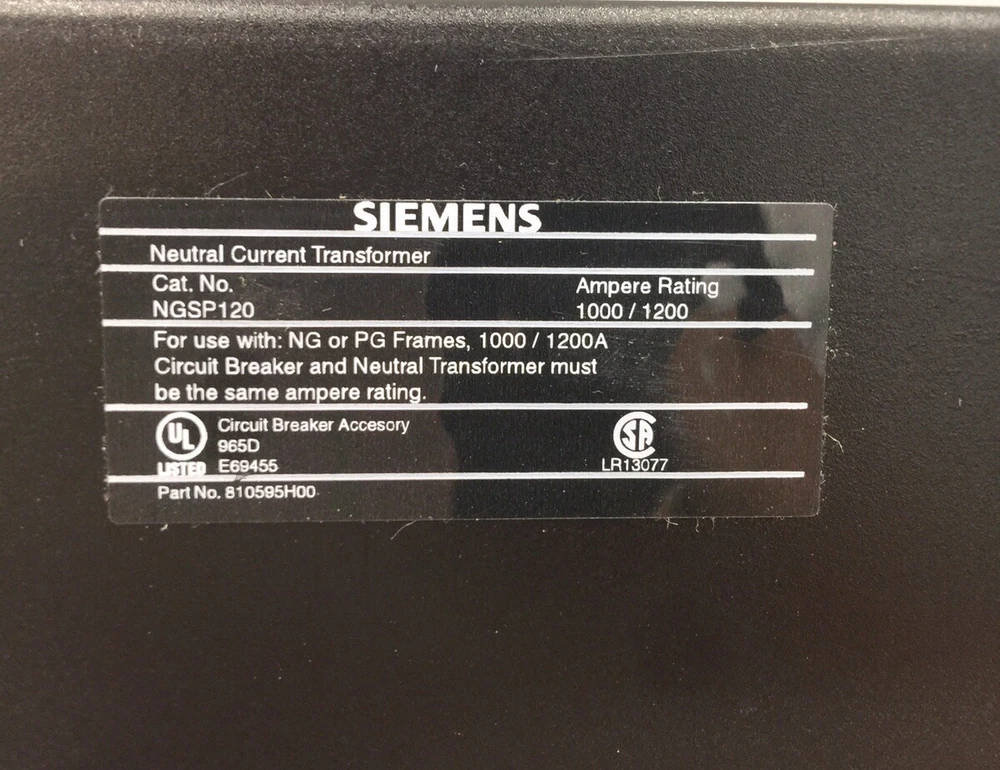 SIEMENS
Neutral Current Transformer
Cat. No. Ampere Rating
NGSP120 1000 / 1200
For use with: NG or PG Frames, 1000 / 1200A
Circuit Breaker and Neutral Transformer must
be the same ampere rating.
UL Circuit Breaker Accesory
965D SA
LISTED E69455 LR13077
Part No. 810595H00